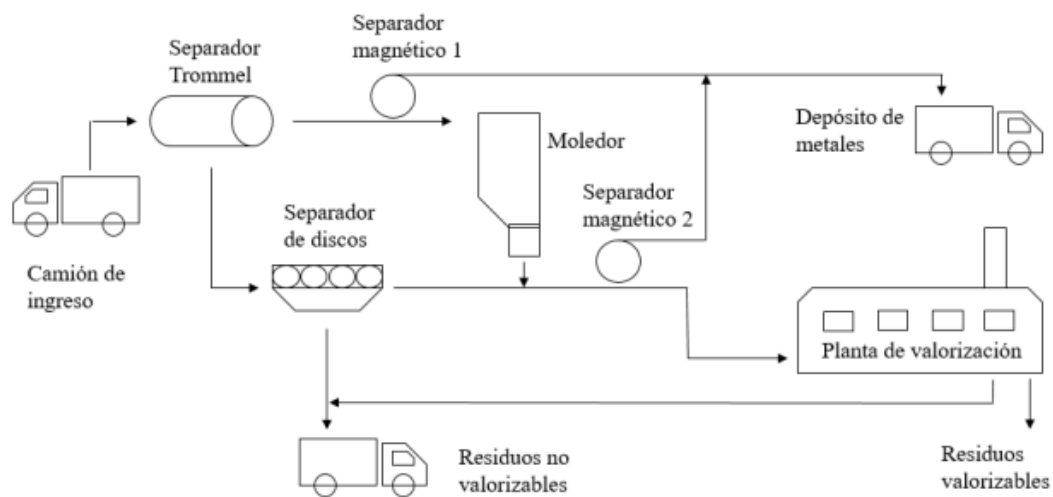 Separador
Trommel
Separador
magnético 1
Depósito de
metales
Moledor
Separador
magnético 2
Separador
de discos
Camión de
ingreso
Planta de valorización
Residuos no
valorizables
Residuos
valorizables